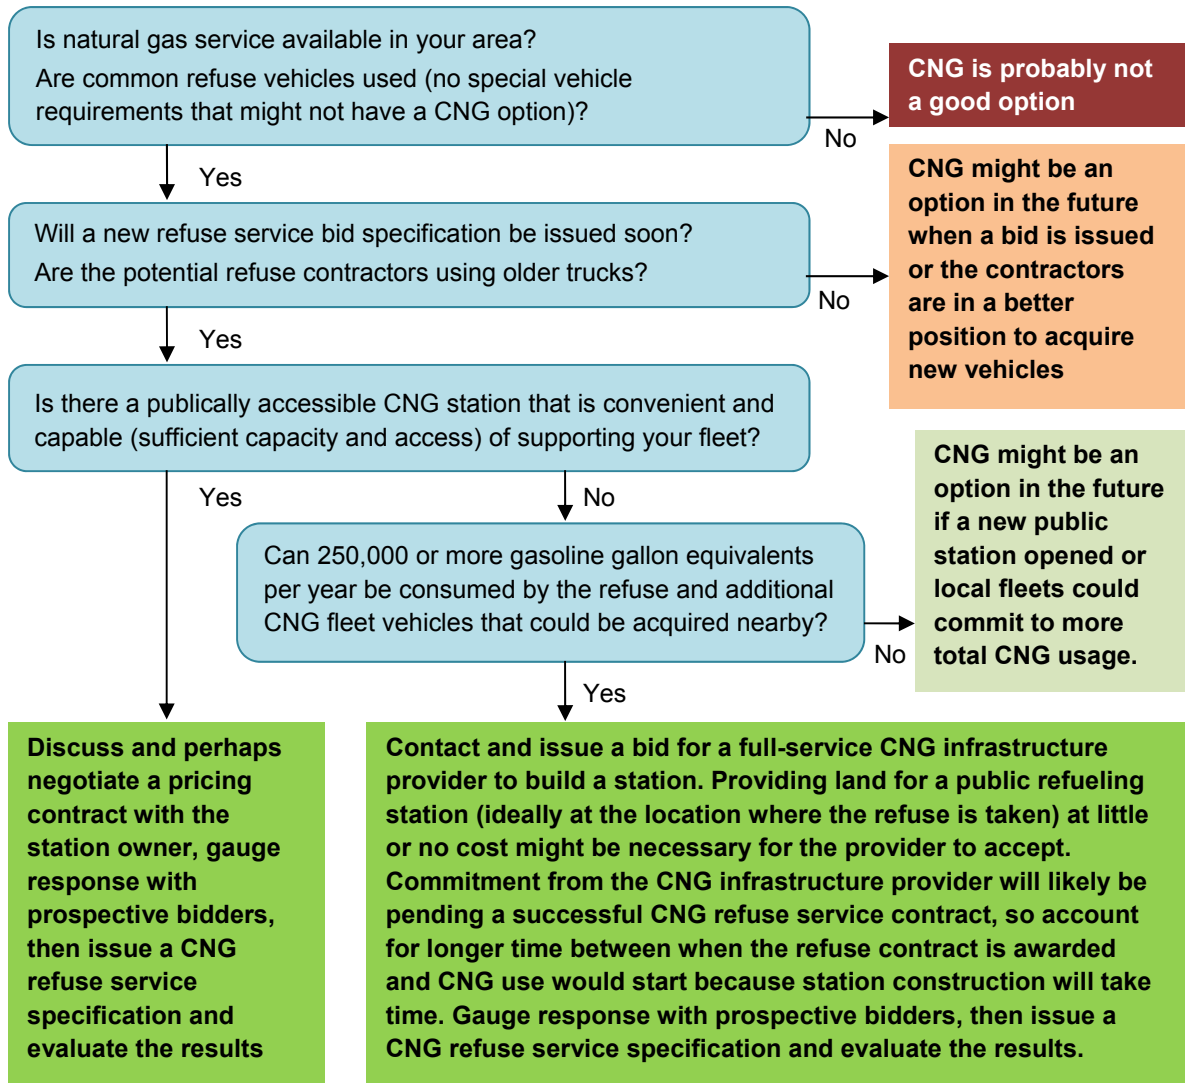 Is natural gas service available in your area?
Are common refuse vehicles used (no special vehicle
requirements that might not have a CNG option)?
No
CNG is probably not
a good option
Yes
Will a new refuse service bid specification be issued soon?
Are the potential refuse contractors using older trucks?
No
CNG might be an
option in the future
when a bid is issued
or the contractors
are in a better
position to acquire
new vehicles
Yes
Is there a publically accessible CNG station that is convenient and
capable (sufficient capacity and access) of supporting your fleet?
Yes
No
Can 250,000 or more gasoline gallon equivalents
per year be consumed by the refuse and additional
CNG fleet vehicles that could be acquired nearby?
No
CNG might be an
option in the future
if a new public
station opened or
local fleets could
commit to more
total CNG usage.
Yes
Discuss and perhaps
negotiate a pricing
contract with the
station owner, gauge
response with
prospective bidders,
then issue a CNG
refuse service
specification and
evaluate the results
Contact and issue a bid for a full-service CNG infrastructure
provider to build a station. Providing land for a public refueling
station (ideally at the location where the refuse is taken) at little
or no cost might be necessary for the provider to accept.
Commitment from the CNG infrastructure provider will likely be
pending a successful CNG refuse service contract, so account
for longer time between when the refuse contract is awarded
and CNG use would start because station construction will take
time. Gauge response with prospective bidders, then issue a
CNG refuse service specification and evaluate the results.